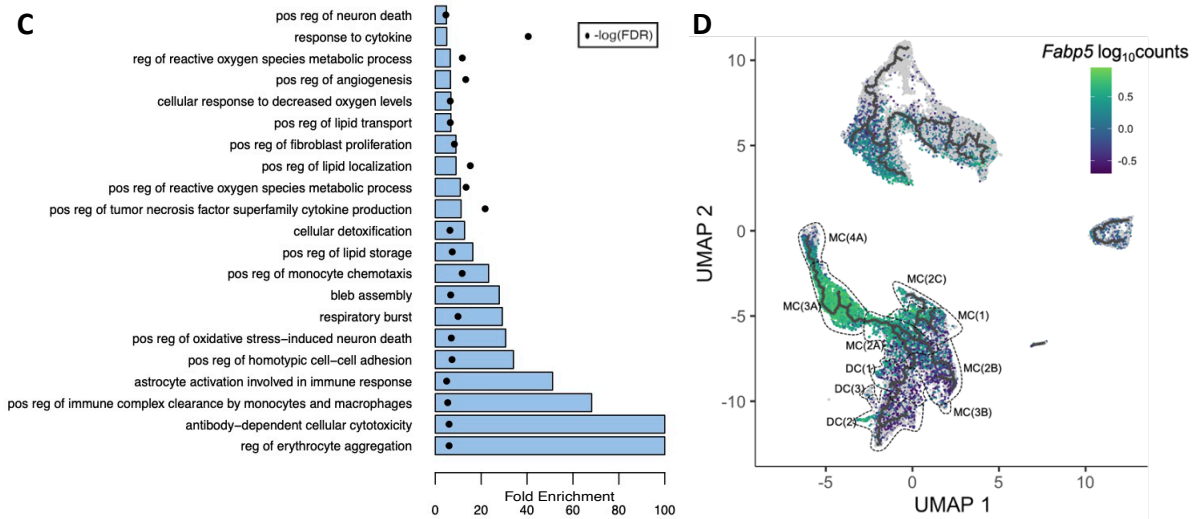 C
pos reg of neuron death
response to cytokine
reg of reactive oxygen species metabolic process
pos reg of angiogenesis
cellular response to decreased oxygen levels
pos reg of lipid transport
pos reg of fibroblast proliferation
pos reg of lipid localization
pos reg of reactive oxygen species metabolic process
pos reg of tumor necrosis factor superfamily cytokine production
cellular detoxification
pos reg of lipid storage
pos reg of monocyte chemotaxis
bleb assembly
respiratory burst
pos reg of oxidative stress−induced neuron death
pos reg of homotypic cell−cell adhesion
astrocyte activation involved in immune response
pos reg of immune complex clearance by monocytes and macrophages
antibody−dependent cellular cytotoxicity
reg of erythrocyte aggregation
-log(FDR)
Fold Enrichment
0 20 40 60 80 100
D
Fabp5 log10counts
0.5
0.0
-0.5
10
5
0
-5
-10
UMAP 2
MC(4A)
MC(2C)
MC(3A)
MC(1)
MC(2A)
MC(2B)
DC(1)
DC(3)
MC(3B)
DC(2)
-5 0 5 10
UMAP 1